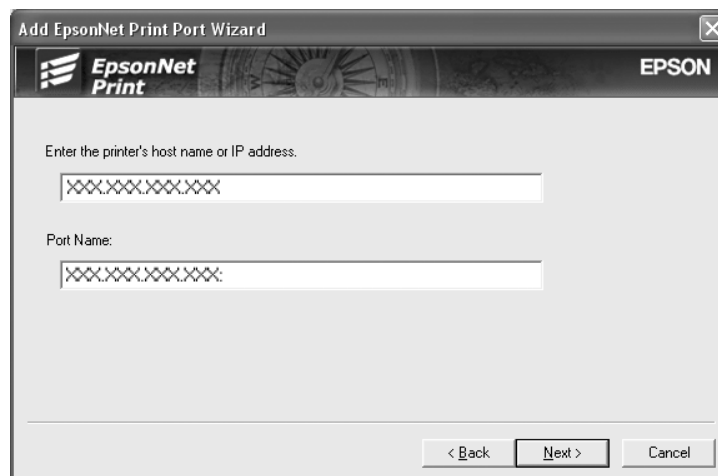 Add EpsonNet Print Port Wizard
EpsonNet
Print
EPSON
Enter the printer's host name or IP address.
XXX.XXX.XXX.XXX
Port Name:
XXX.XXX.XXX.XXX:
< Back
Next >
Cancel